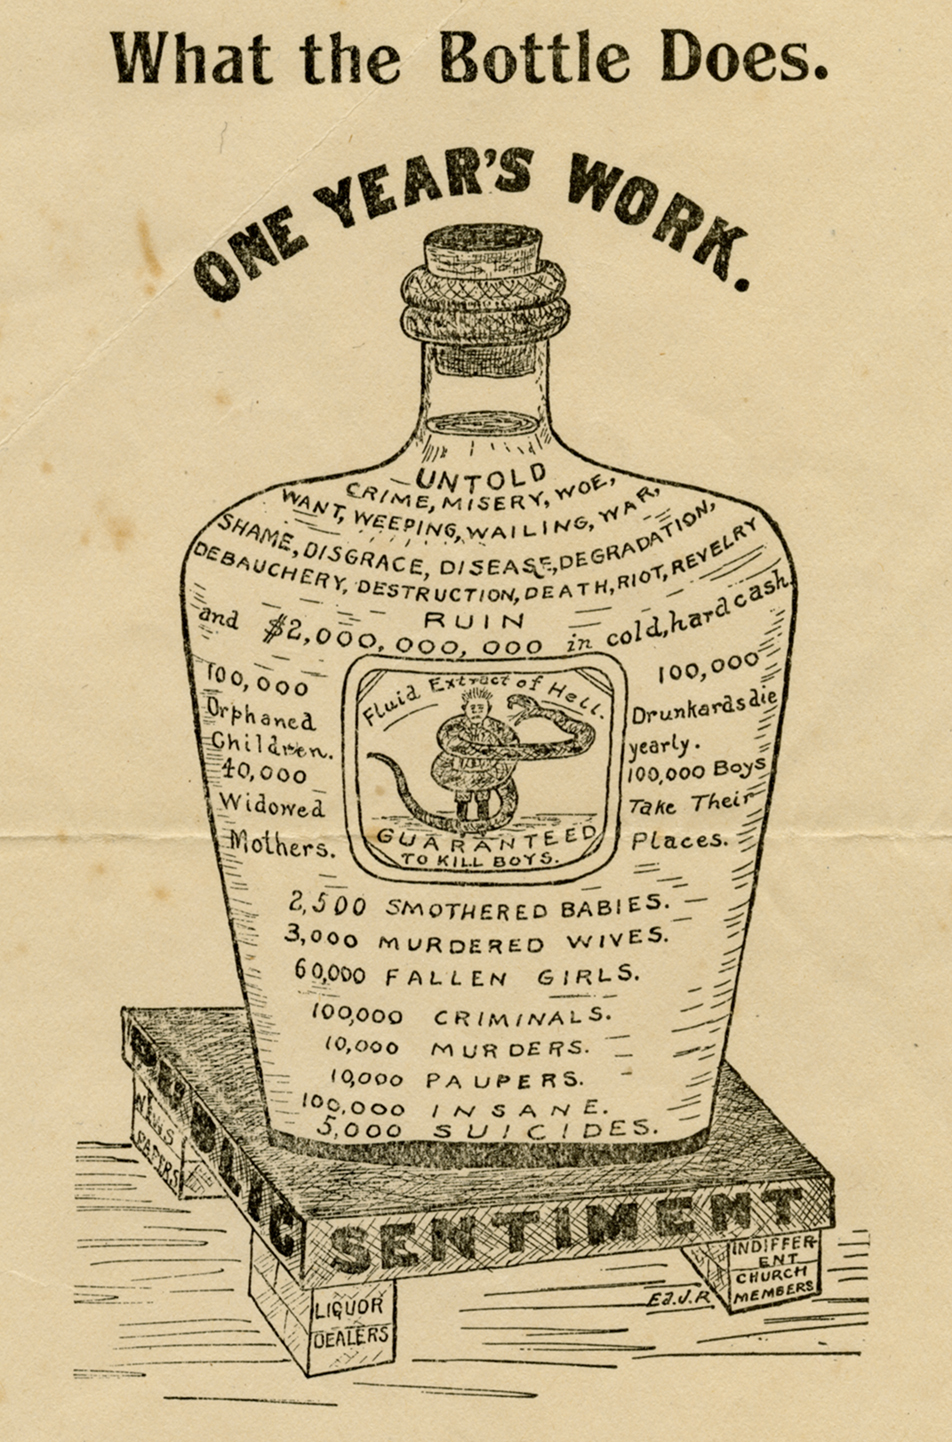 What the Bottle Does.
ONE YEAR'S WORK.
UNTOLD
CRIME, MISERY, WOE,
WANT, WEEPING, WAILING, WAR,
SHAME, DISGRACE, DISEASE, DEGRADATION,
DEBAUCHERY, DESTRUCTION, DEATH, RIOT, REVELRY
RUIN
and $2,000,000,000 in cold, hard cash.
100,000
Orphaned
Children.
40,000
Widowed
Mothers.
Fluid Extract of Hell.
GUARANTEED
TO KILL BOYS.
100,000
Drunkards die
yearly.
100,000 Boys
Take Their
Places.
2,500 SMOTHERED BABIES.
3,000 MURDERED WIVES.
60,000 FALLEN GIRLS.
100,000 CRIMINALS.
10,000 MURDERS.
10,000 PAUPERS.
100,000 INSANE.
5,000 SUICIDES.
PUBLIC
SENTIMENT
NEWS
PAPERS
LIQUOR
DEALERS
INDIFFER-
ENT
CHURCH
MEMBERS
Ed. J. R.